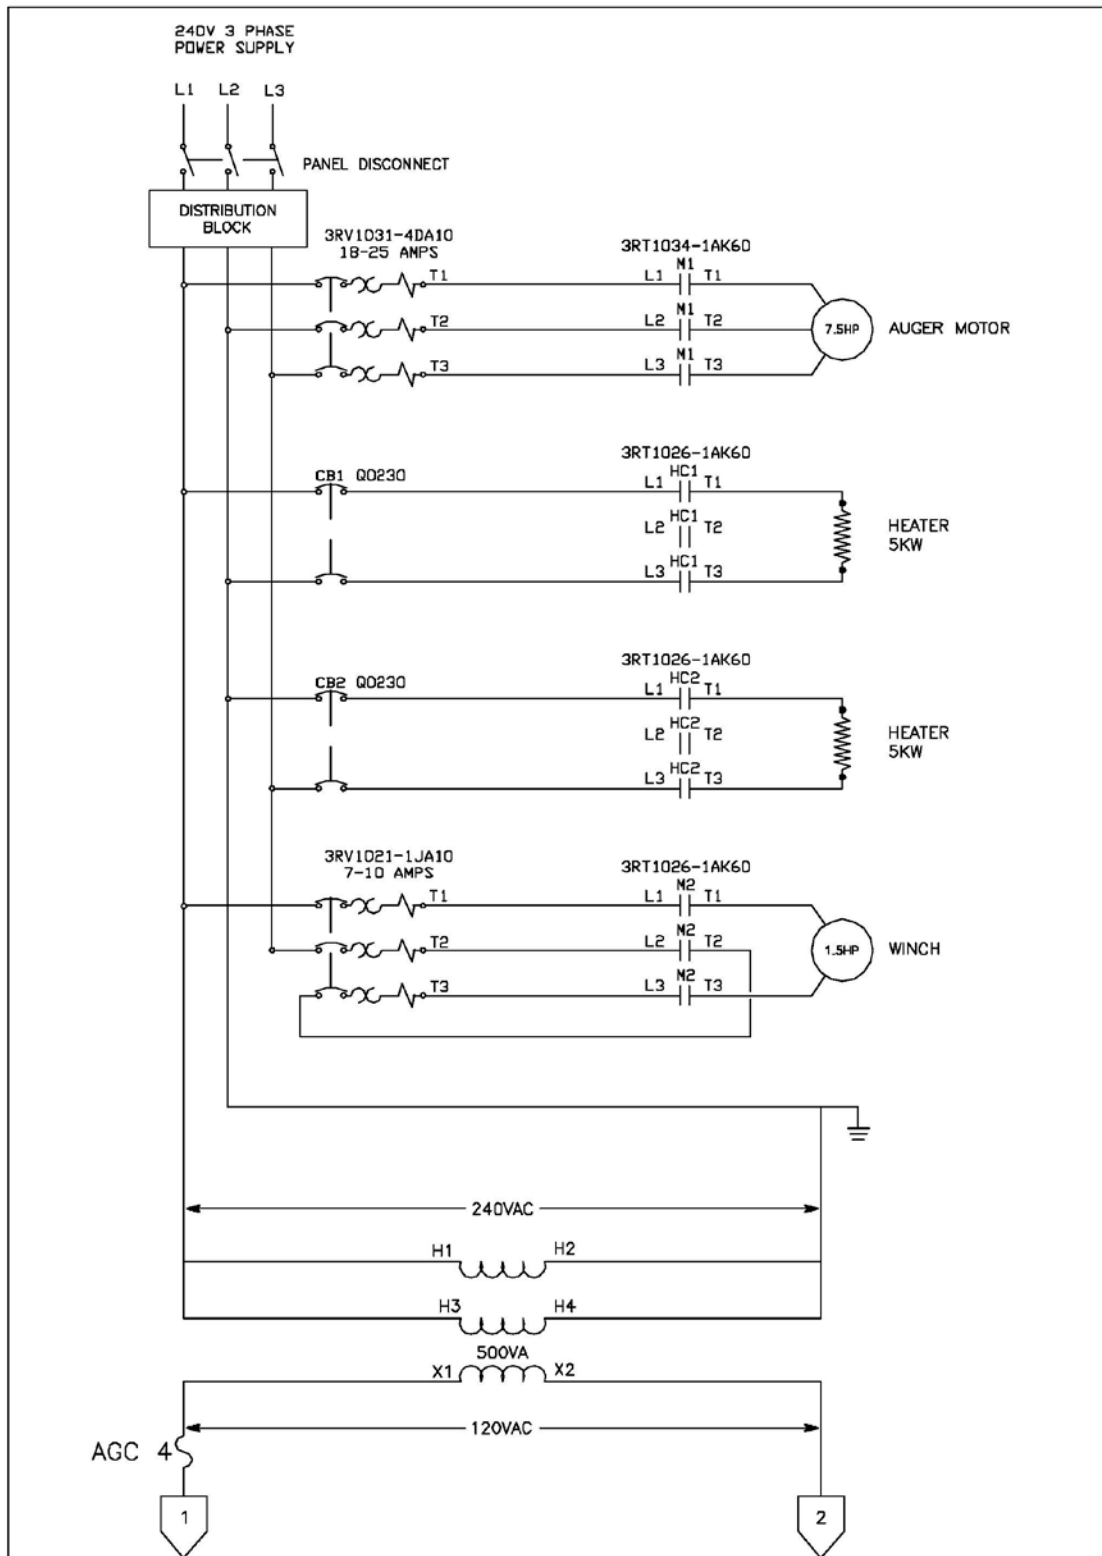 240V 3 PHASE
POWER SUPPLY
L1 L2 L3
PANEL DISCONNECT
DISTRIBUTION
BLOCK
3RV1031-4DA10
18-25 AMPS
3RT1034-1AK60
T1 L1 M1 T1
T2 L2 M1 T2
7.5HP
AUGER MOTOR
T3 L3 M1 T3
3RT1026-1AK60
CB1 QO230
L1 HC1 T1
L2 HC1 T2
HEATER
5KW
L3 HC1 T3
3RT1026-1AK60
CB2 QO230
L1 HC2 T1
L2 HC2 T2
HEATER
5KW
L3 HC2 T3
3RV1021-1JA10
7-10 AMPS
3RT1026-1AK60
T1 L1 M2 T1
T2 L2 M2 T2
1.5HP
WINCH
T3 L3 M2 T3
240VAC
H1 H2
H3 H4
500VA
X1 X2
120VAC
AGC 4
1 2